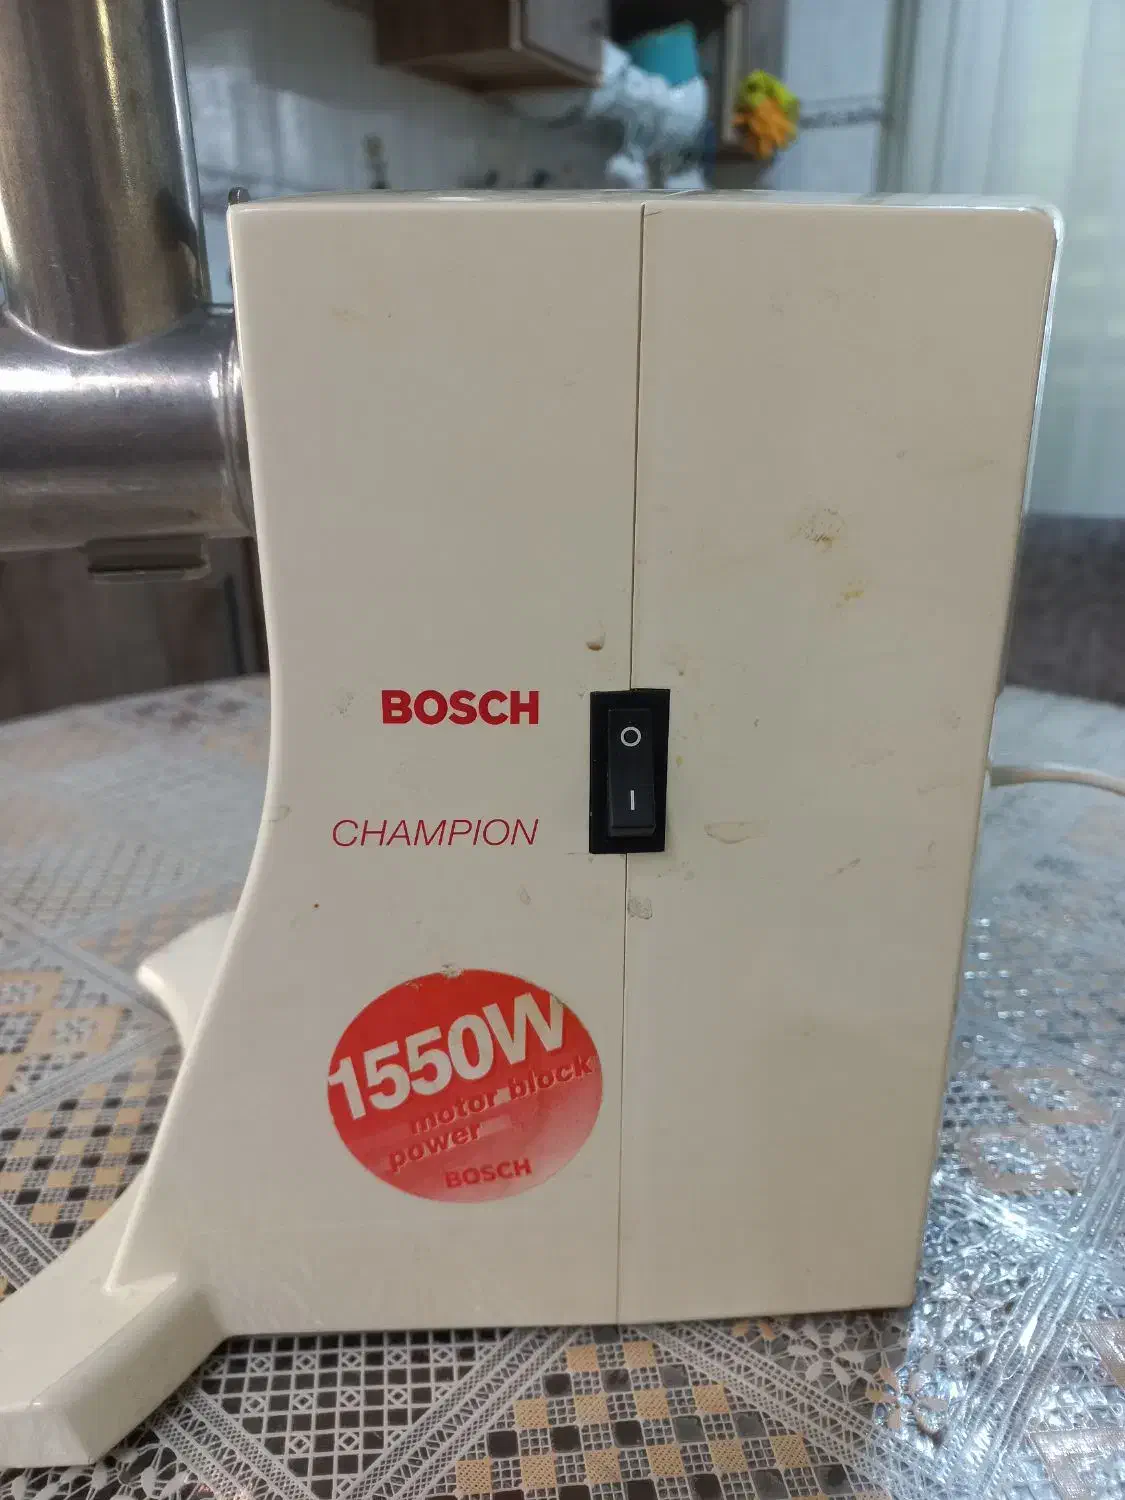 BOSCH
O
I
CHAMPION
1550W
motor block
power
BOSCH